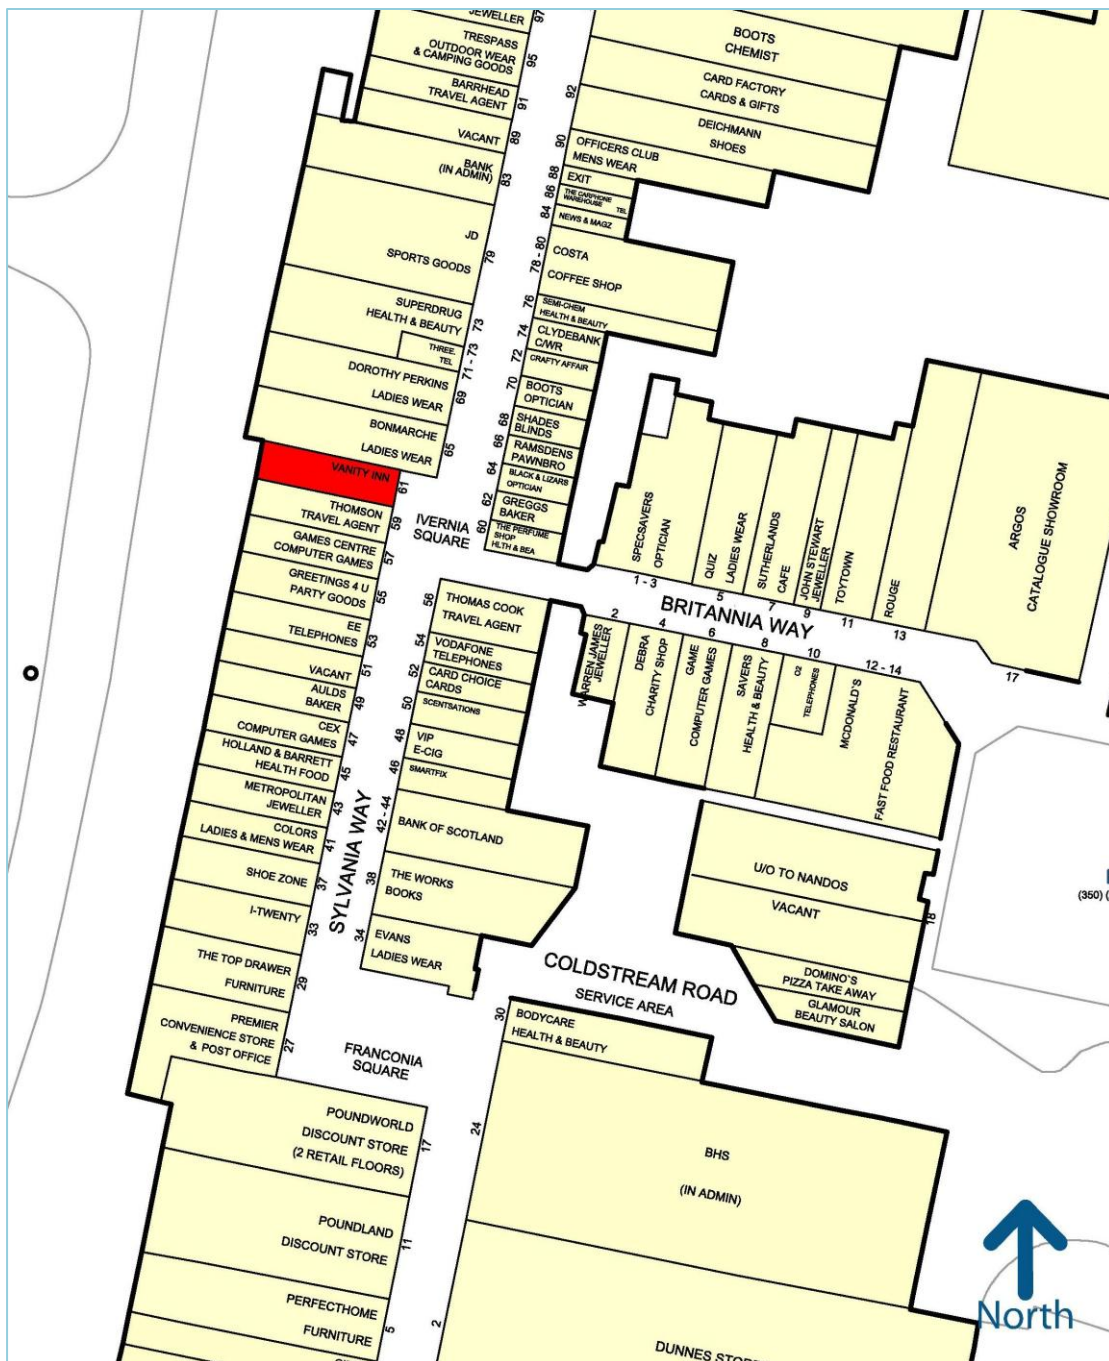 JEWELLER
97
TRESPASS
OUTDOOR WEAR
& CAMPING GOODS
95
BARRHEAD
TRAVEL AGENT
91
VACANT
89
BANK
(IN ADMIN)
83
JD
SPORTS GOODS
79
SUPERDRUG
HEALTH & BEAUTY
73
THREE.
TEL
71 - 73
DOROTHY PERKINS
LADIES WEAR
69
BONMARCHE
LADIES WEAR
65
VANITY INN
61
THOMSON
TRAVEL AGENT
59
GAMES CENTRE
COMPUTER GAMES
57
GREETINGS 4 U
PARTY GOODS
55
EE
TELEPHONES
53
VACANT
51
AULDS
BAKER
49
CEX
COMPUTER GAMES
47
HOLLAND & BARRETT
HEALTH FOOD
45
METROPOLITAN
JEWELLER
43
COLORS
LADIES & MENS WEAR
41
SHOE ZONE
37
I-TWENTY
33
THE TOP DRAWER
FURNITURE
29
PREMIER
CONVENIENCE STORE
& POST OFFICE
27
POUNDWORLD
DISCOUNT STORE
(2 RETAIL FLOORS)
17
POUNDLAND
DISCOUNT STORE
11
PERFECTHOME
FURNITURE
5
BOOTS
CHEMIST
CARD FACTORY
CARDS & GIFTS
92
DEICHMANN
SHOES
90
OFFICERS CLUB
MENS WEAR
88
EXIT
86
THE CARPHONE
WAREHOUSE TEL
84
NEWS & MAGZ
78 - 80
COSTA
COFFEE SHOP
76
SEMI-CHEM
HEALTH & BEAUTY
74
CLYDEBANK
C/WR
72
CRAFTY AFFAIR
70
BOOTS
OPTICIAN
68
SHADES
BLINDS
66
RAMSDENS
PAWNBRO
64
BLACK & LIZARS
OPTICIAN
62
GREGGS
BAKER
60
THE PERFUME
SHOP
HLTH & BEA
IVERNIA
SQUARE
SPECSAVERS
OPTICIAN
1 - 3
QUIZ
LADIES WEAR
5
SUTHERLANDS
CAFE
7
JOHN STEWART
JEWELLER
9
TOYTOWN
11
ROUGE
13
ARGOS
CATALOGUE SHOWROOM
17
BRITANNIA WAY
2
WARREN JAMES
JEWELLER
4
DEBRA
CHARITY SHOP
6
GAME
COMPUTER GAMES
8
SAVERS
HEALTH & BEAUTY
10
O2
TELEPHONES
12 - 14
MCDONALD'S
FAST FOOD RESTAURANT
56
THOMAS COOK
TRAVEL AGENT
54
VODAFONE
TELEPHONES
52
CARD CHOICE
CARDS
50
SCENTSATIONS
48
VIP
E-CIG
46
SMARTFIX
42 - 44
BANK OF SCOTLAND
38
THE WORKS
BOOKS
34
EVANS
LADIES WEAR
SYLVANIA WAY
U/O TO NANDOS
VACANT
18
DOMINO`S
PIZZA TAKE AWAY
GLAMOUR
BEAUTY SALON
(350)
COLDSTREAM ROAD
SERVICE AREA
FRANCONIA
SQUARE
30
BODYCARE
HEALTH & BEAUTY
24
BHS
(IN ADMIN)
2
DUNNES STOR
North